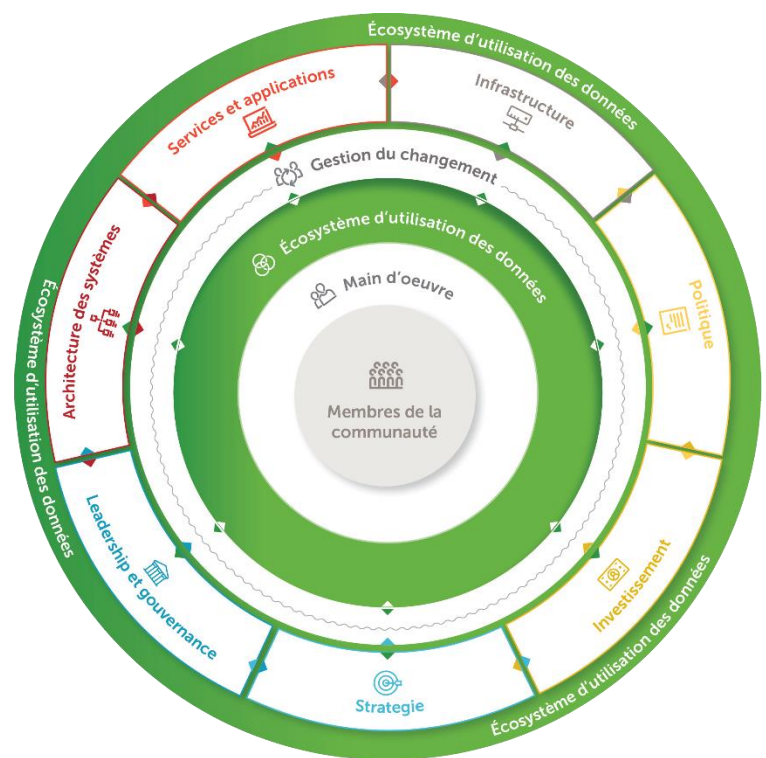 Écosystème d'utilisation des données
Services et applications
Infrastructure
Gestion du changement
Écosystème d'utilisation des données
Main d'oeuvre
Membres de la
communauté
Architecture des systèmes
Politique
Écosystème d'utilisation des données
Leadership et gouvernance
Investissement
Strategie
Écosystème d'utilisation des données